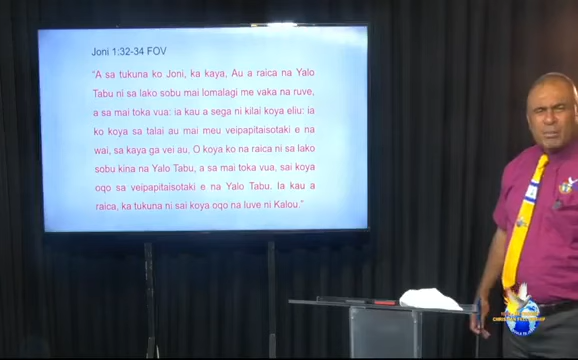 Joni 1:32-34 FOV
"A sa tukuna ko Joni, ka kaya, Au a raica na Yalo
Tabu ni sa lako sobu mai lomalagi me vaka na ruve,
a sa mai toka vua: ia kau a sega ni kilai koya eliu: ia
ko koya sa talai au mai meu veipapitaisotaki e na
wai, sa kaya ga vei au, O koya ko na raica ni sa lako
sobu kina na Yalo Tabu, a sa mai toka vua, sai koya
oqo sa veipapitaisotaki e na Yalo Tabu. Ia kau a
raica, ka tukuna ni sai koya oqo na luve ni Kalou."
CHRISTIAN FELLOWSHIP